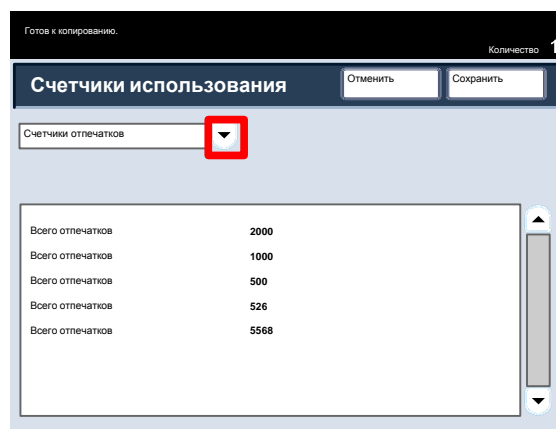 Готов к копированию.
Количество 1
Счетчики использования Отменить Сохранить
Счетчики отпечатков
Всего отпечатков 2000
Всего отпечатков 1000
Всего отпечатков 500
Всего отпечатков 526
Всего отпечатков 5568